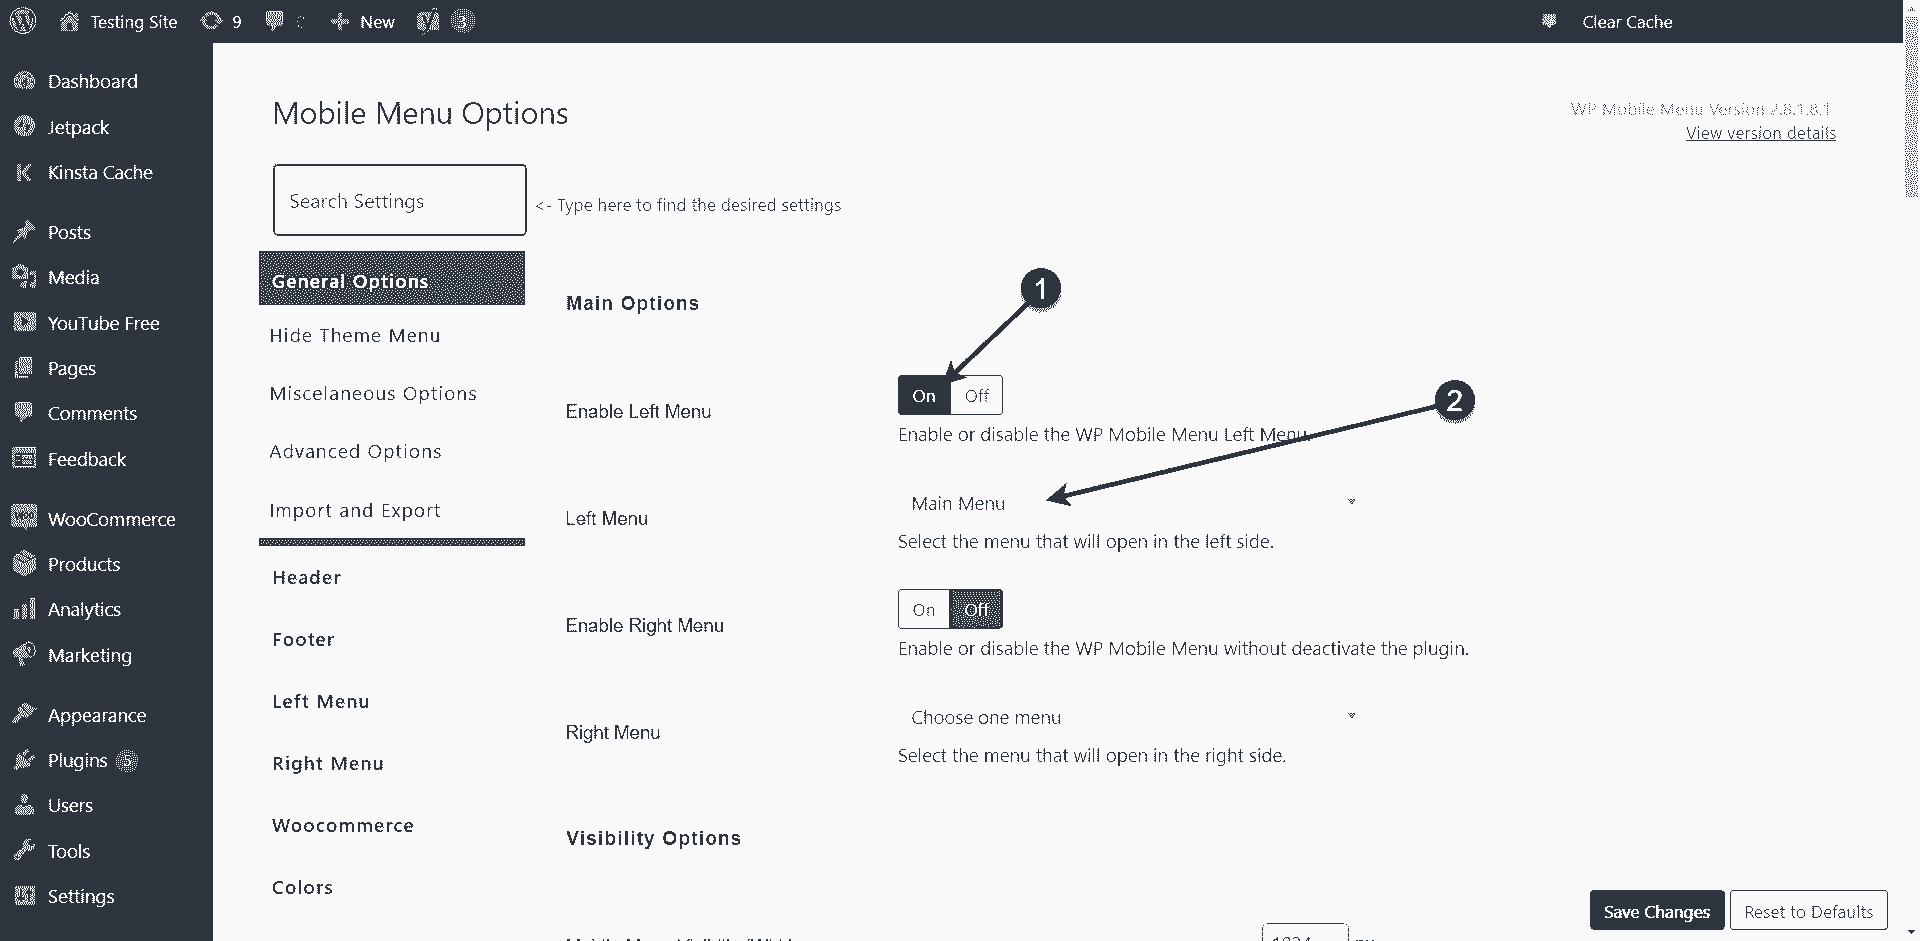 Testing Site 9 New 3 Clear Cache
Dashboard
Jetpack
Kinsta Cache
Posts
Media
YouTube Free
Pages
Comments
Feedback
WooCommerce
Products
Analytics
Marketing
Appearance
Plugins 5
Users
Tools
Settings
Mobile Menu Options
WP Mobile Menu Version 2.8.1.8.1
View version details
Search Settings
<- Type here to find the desired settings
General Options
Hide Theme Menu
Miscelaneous Options
Advanced Options
Import and Export
Header
Footer
Left Menu
Right Menu
Woocommerce
Colors
Main Options
1
Enable Left Menu
On Off
Enable or disable the WP Mobile Menu Left Menu
2
Left Menu
Main Menu
Select the menu that will open in the left side.
Enable Right Menu
On Off
Enable or disable the WP Mobile Menu without deactivate the plugin.
Right Menu
Choose one menu
Select the menu that will open in the right side.
Visibility Options
Save Changes
Reset to Defaults